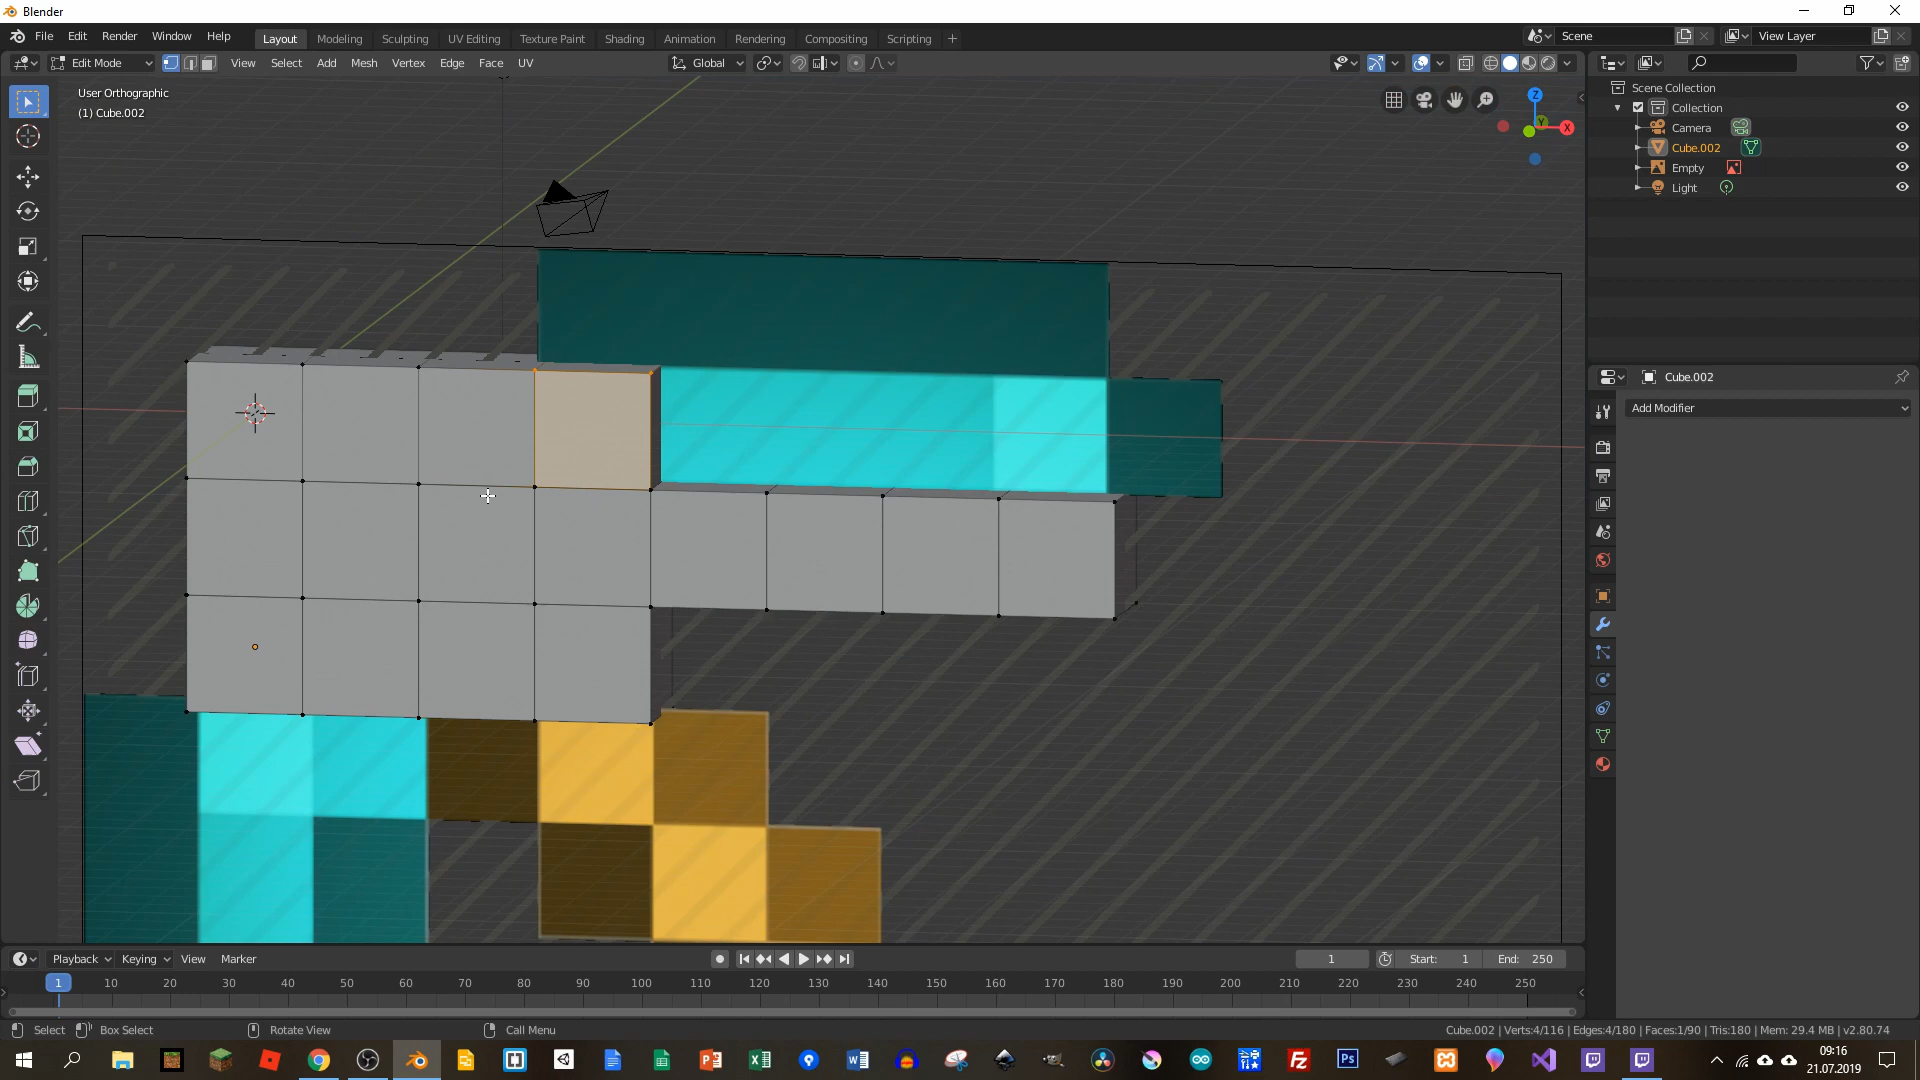 Blender
File Edit Render Window Help
Layout Modeling Sculpting UV Editing Texture Paint Shading Animation Rendering Compositing Scripting
Scene
View Layer
Edit Mode
View Select Add Mesh Vertex Edge Face UV
Global
User Orthographic
(1) Cube.002
Z
Y
X
Scene Collection
Collection
Camera
Cube.002
Empty
Light
Cube.002
Add Modifier
Playback Keying View Marker
1
Start: 1
End: 250
1 10 20 30 40 50 60 70 80 90 100 110 120 130 140 150 160 170 180 190 200 210 220 230 240 250
Select Box Select Rotate View Call Menu
Cube.002 | Verts:4/116 | Edges:4/180 | Faces:1/90 | Tris:180 | Mem: 29.4 MB | v2.80.74
Ps
09:16
21.07.2019